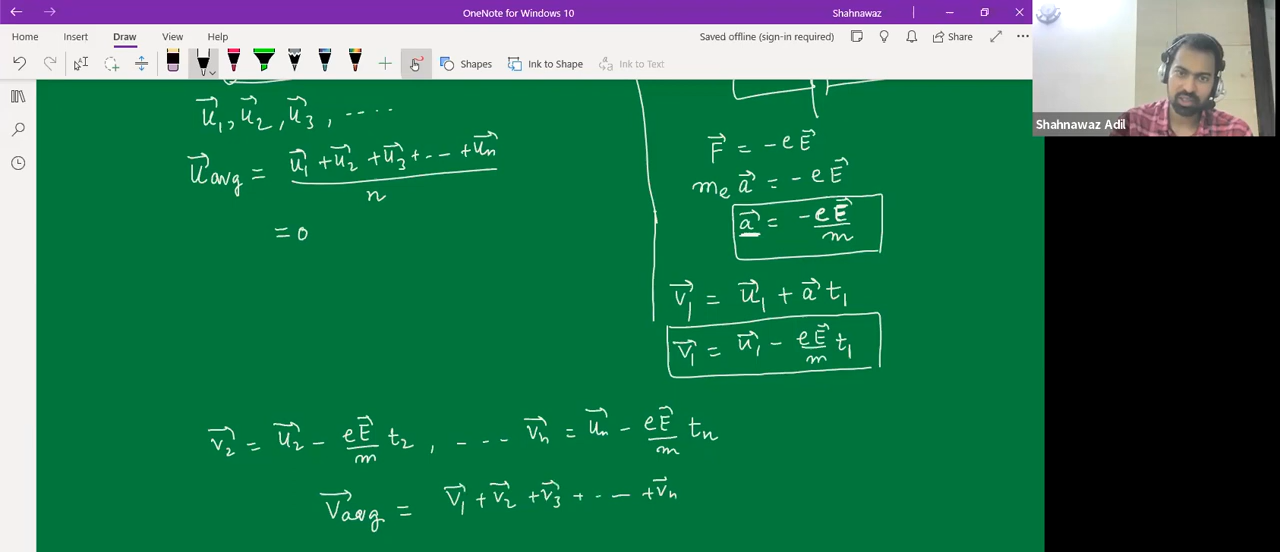 OneNote for Windows 10
Shahnawaz
Home Insert Draw View Help
Saved offline (sign-in required)
Share
Shapes
Ink to Shape
Ink to Text
Shahnawaz Adil
u⃗₁, u⃗₂, u⃗₃, ....
u⃗avg = (u⃗₁ + u⃗₂ + u⃗₃ + ... + u⃗n) / n
= 0
F⃗ = -eE⃗
mₑ a⃗ = -eE⃗
a⃗ = -eE⃗/m
v⃗₁ = u⃗₁ + a⃗ t₁
v⃗₁ = u⃗₁ - eE⃗/m t₁
v⃗₂ = u⃗₂ - eE⃗/m t₂, .... v⃗n = u⃗n - eE⃗/m tn
v⃗avg = v⃗₁ + v⃗₂ + v⃗₃ + .... + v⃗n